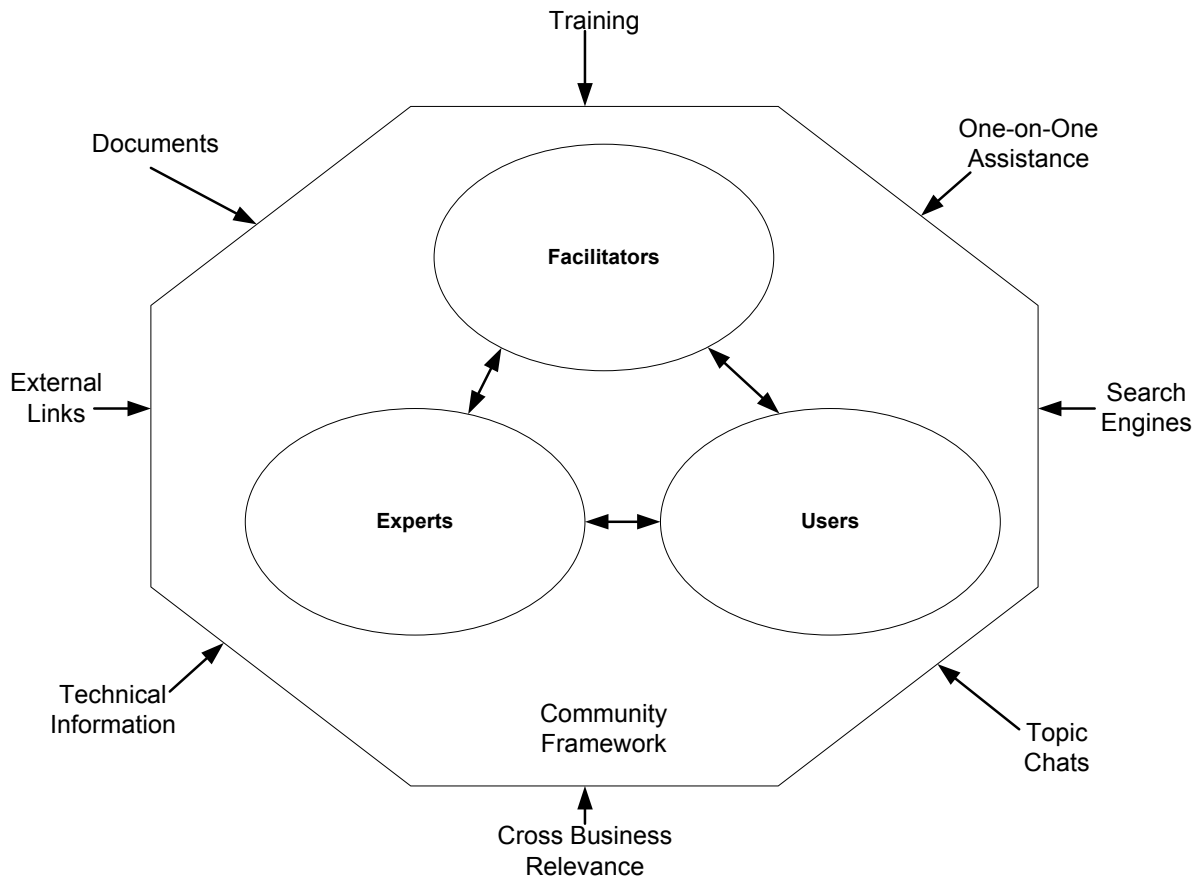 Training
Documents
One-on-One
Assistance
Facilitators
External
Links
Search
Engines
Experts
Users
Technical
Information
Community
Framework
Topic
Chats
Cross Business
Relevance